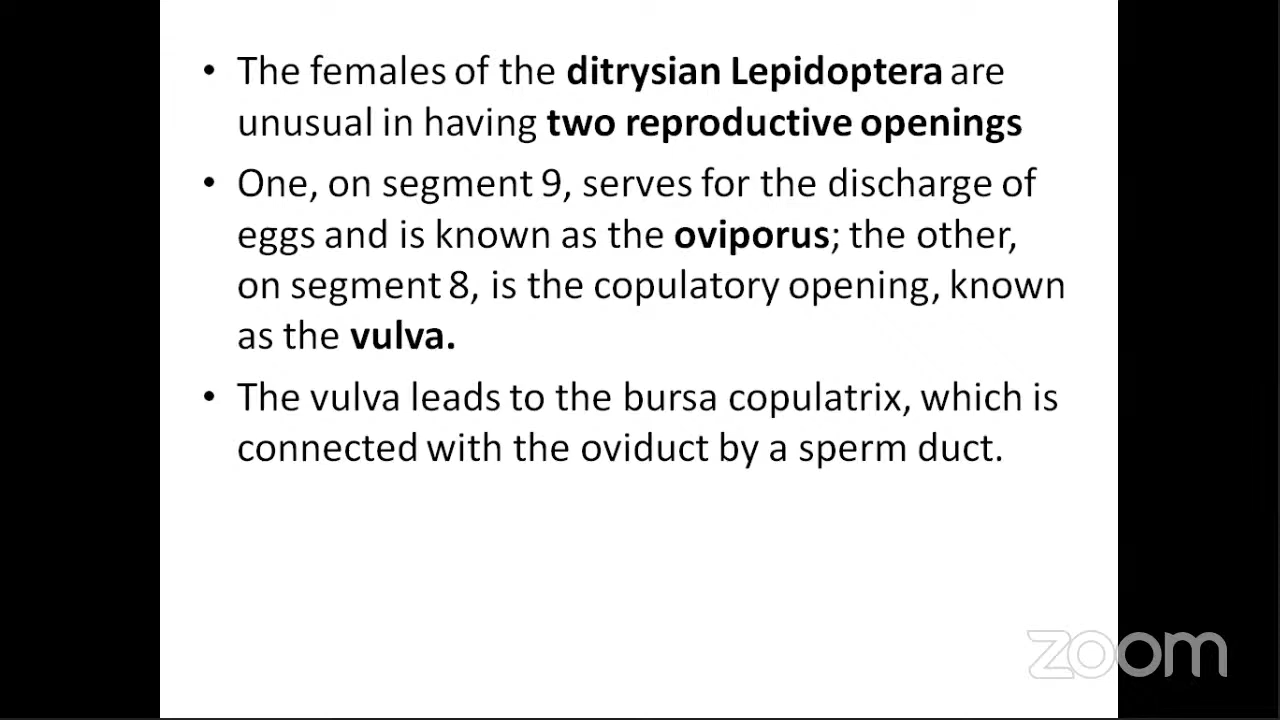 • The females of the ditrysian Lepidoptera are
unusual in having two reproductive openings
• One, on segment 9, serves for the discharge of
eggs and is known as the oviporus; the other,
on segment 8, is the copulatory opening, known
as the vulva.
• The vulva leads to the bursa copulatrix, which is
connected with the oviduct by a sperm duct.
zoom